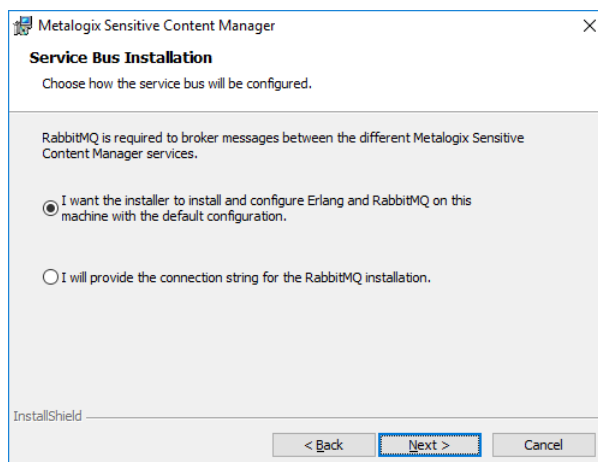 Metalogix Sensitive Content Manager
Service Bus Installation
Choose how the service bus will be configured.
RabbitMQ is required to broker messages between the different Metalogix Sensitive
Content Manager services.
I want the installer to install and configure Erlang and RabbitMQ on this
machine with the default configuration.
I will provide the connection string for the RabbitMQ installation.
InstallShield
< Back
Next >
Cancel